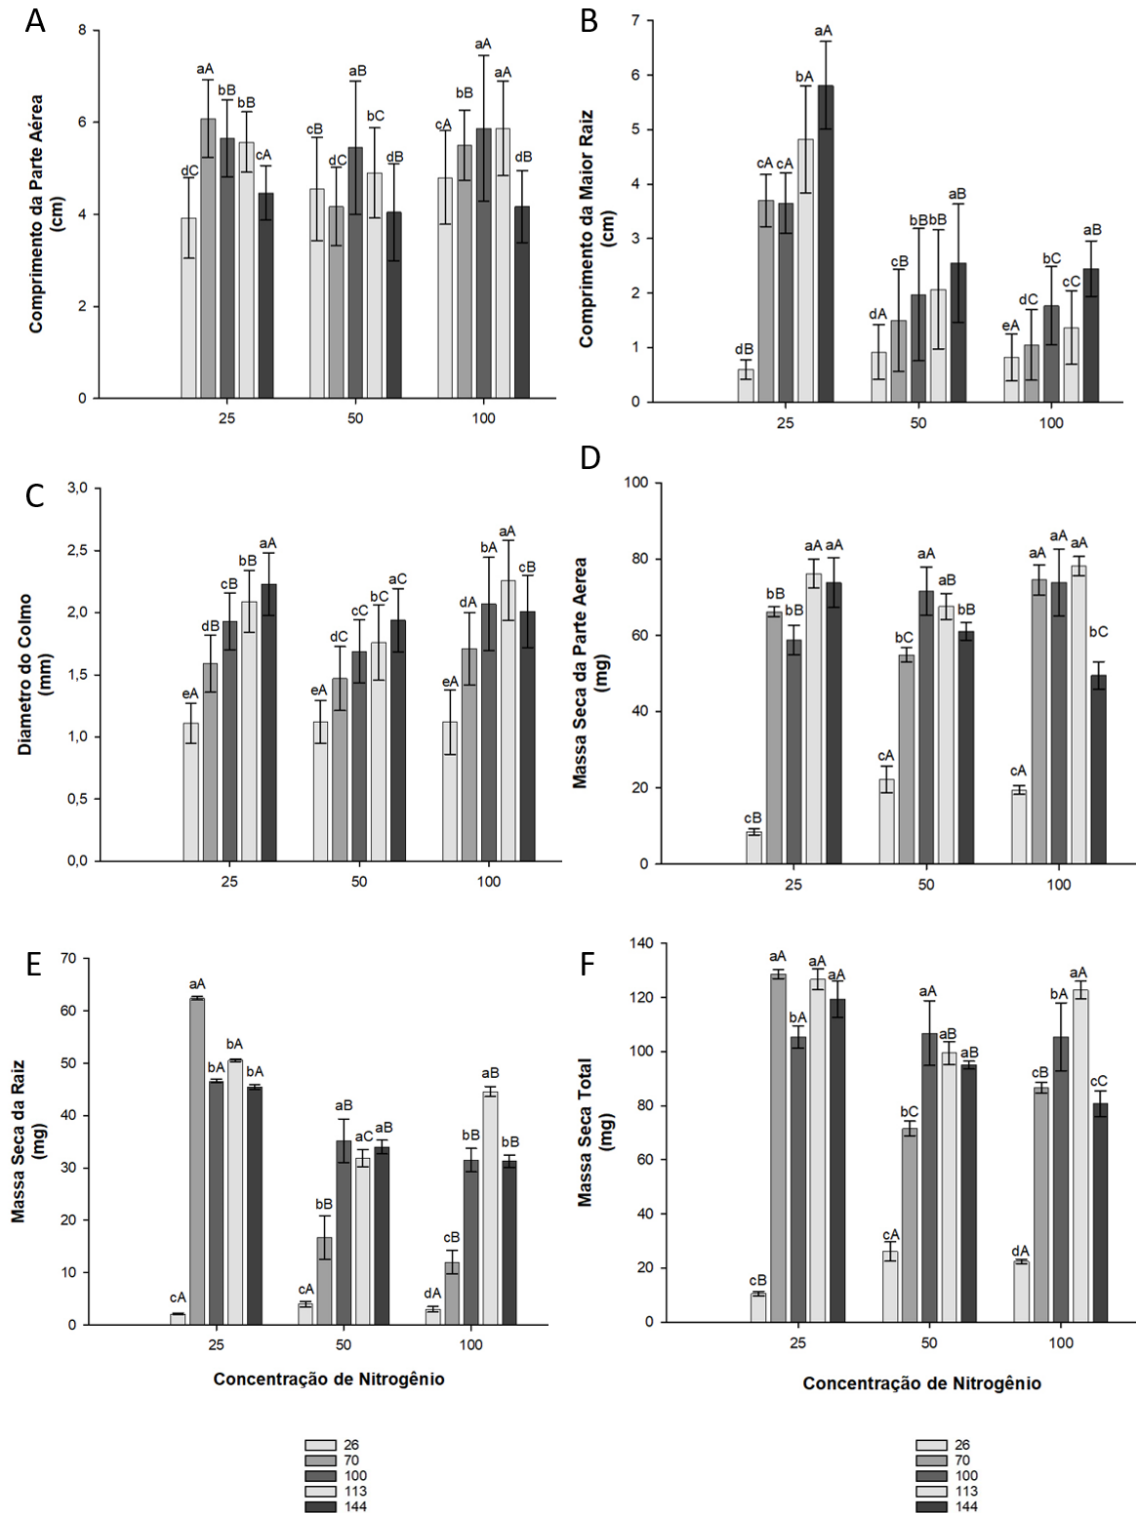 A
Comprimento da Parte Aérea
(cm)
8
6
4
2
0
dC aA bB bB cA
cB dC aB bC dB
cA bB aA aA dB
25 50 100
B
Comprimento da Maior Raiz
(cm)
7
6
5
4
3
2
1
0
dB cA cA bA aA
dA cB bB bB aB
eA dC bC cC aB
25 50 100
C
Diametro do Colmo
(mm)
3,0
2,5
2,0
1,5
1,0
0,5
0,0
eA dB cB bB aA
eA dC cC bC aC
eA dA bA aA cB
25 50 100
D
Massa Seca da Parte Aerea
(mg)
100
80
60
40
20
0
cB bB bB aA aA
cA bC aA aB bB
cA aA aA aA bC
25 50 100
E
Massa Seca da Raiz
(mg)
70
60
50
40
30
20
10
0
cA aA bA bA bA
cA bB aB aC aB
dA cB bB aB bB
25 50 100
Concentração de Nitrogênio
F
Massa Seca Total
(mg)
140
120
100
80
60
40
20
0
cB aA bA aA aA
cA bC aA aB aB
dA cB bA aA cC
25 50 100
Concentração de Nitrogênio
26
70
100
113
144
26
70
100
113
144